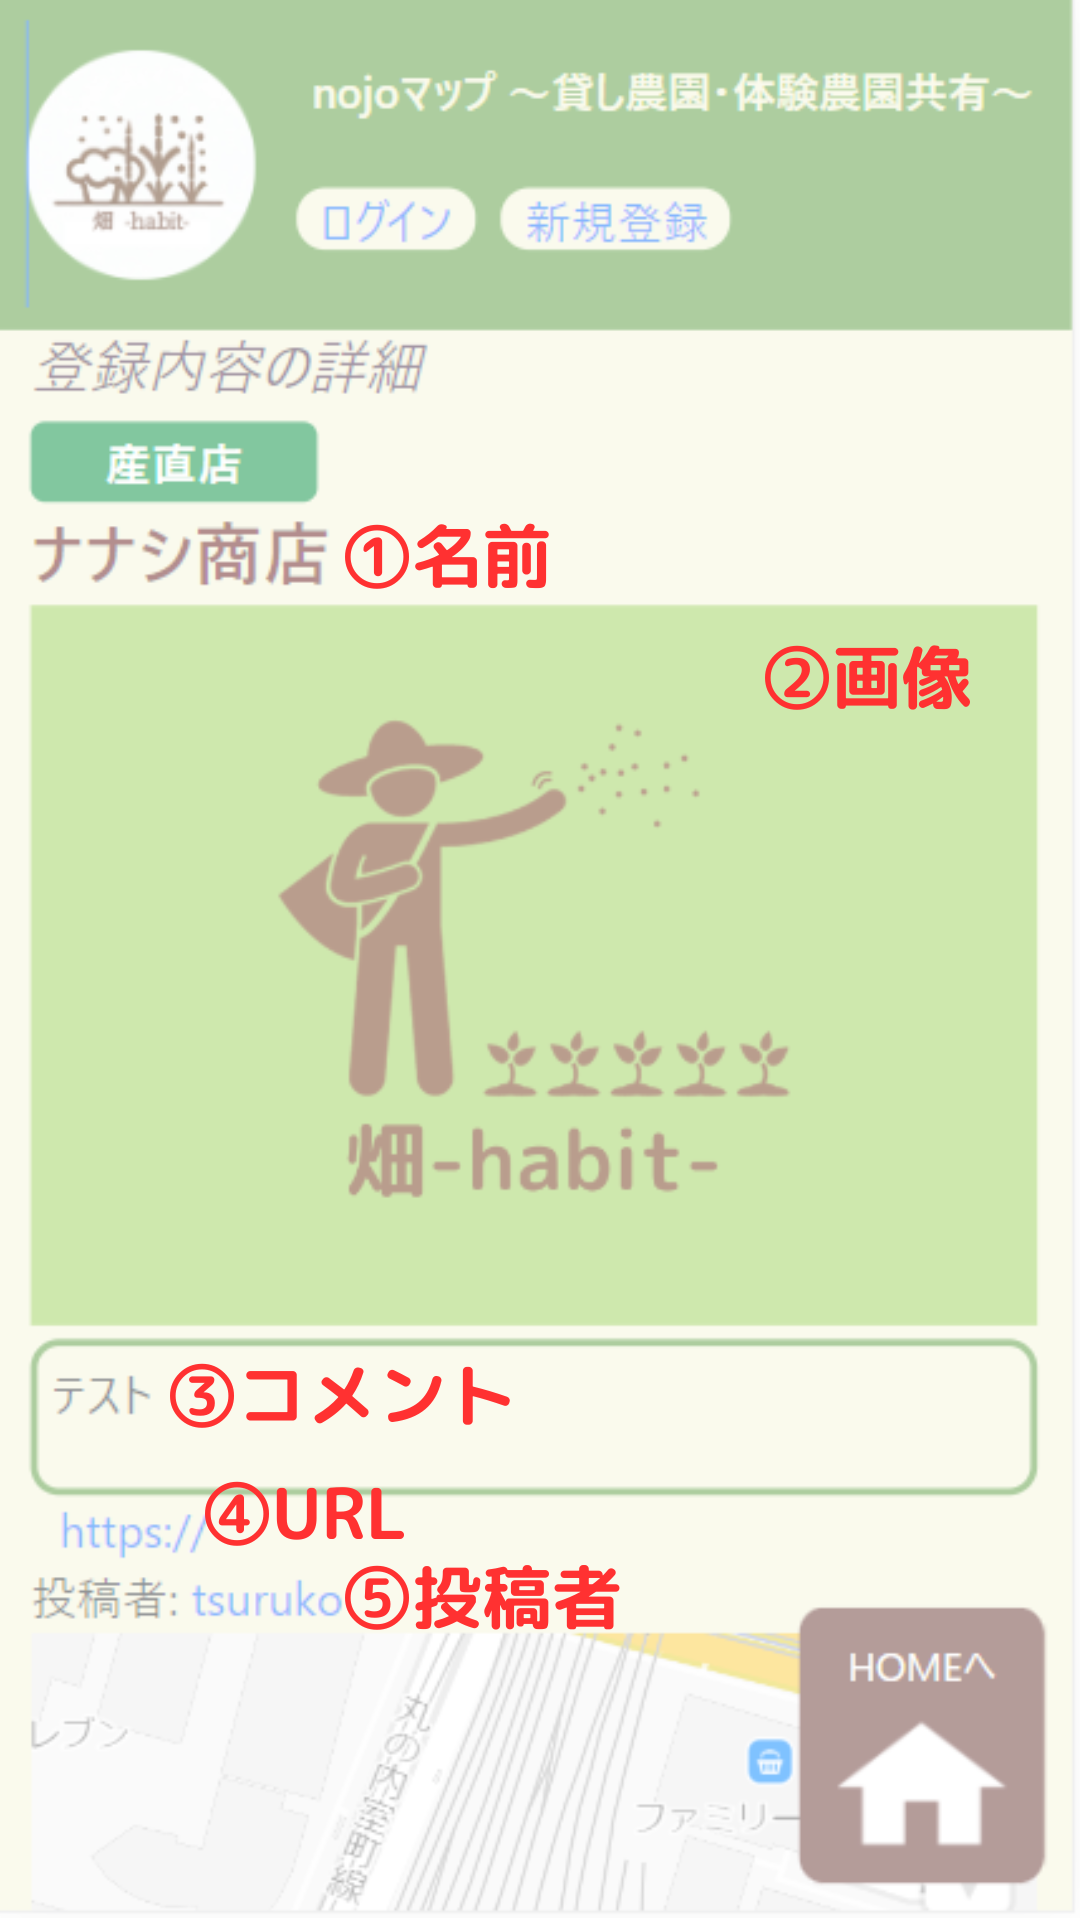 nojoマップ ～貸し農園・体験農園共有～
畑 -habit-
ログイン 新規登録
登録内容の詳細
産直店
ナナシ商店 ①名前
②画像
畑-habit-
テスト ③コメント
https:// ④URL
投稿者: tsuruko ⑤投稿者
HOMEへ
レブン
丸の内室町線
ファミリー